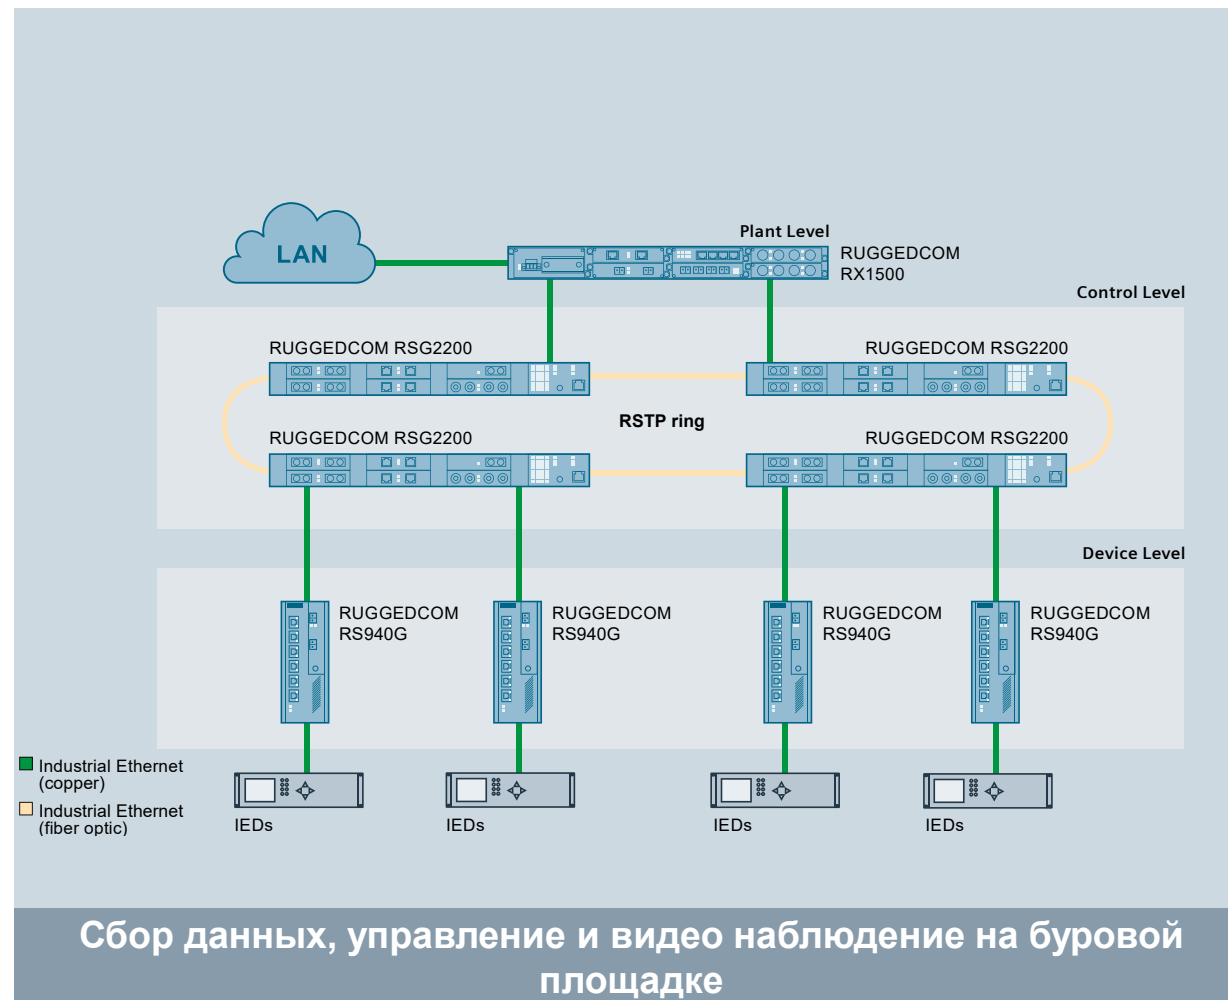 Plant Level
LAN
RUGGEDCOM
RX1500
Control Level
RUGGEDCOM RSG2200
RUGGEDCOM RSG2200
RSTP ring
RUGGEDCOM RSG2200
RUGGEDCOM RSG2200
Device Level
RUGGEDCOM
RS940G
RUGGEDCOM
RS940G
RUGGEDCOM
RS940G
RUGGEDCOM
RS940G
Industrial Ethernet
(copper)
Industrial Ethernet
(fiber optic)
IEDs
IEDs
IEDs
IEDs
Сбор данных, управление и видео наблюдение на буровой
площадке